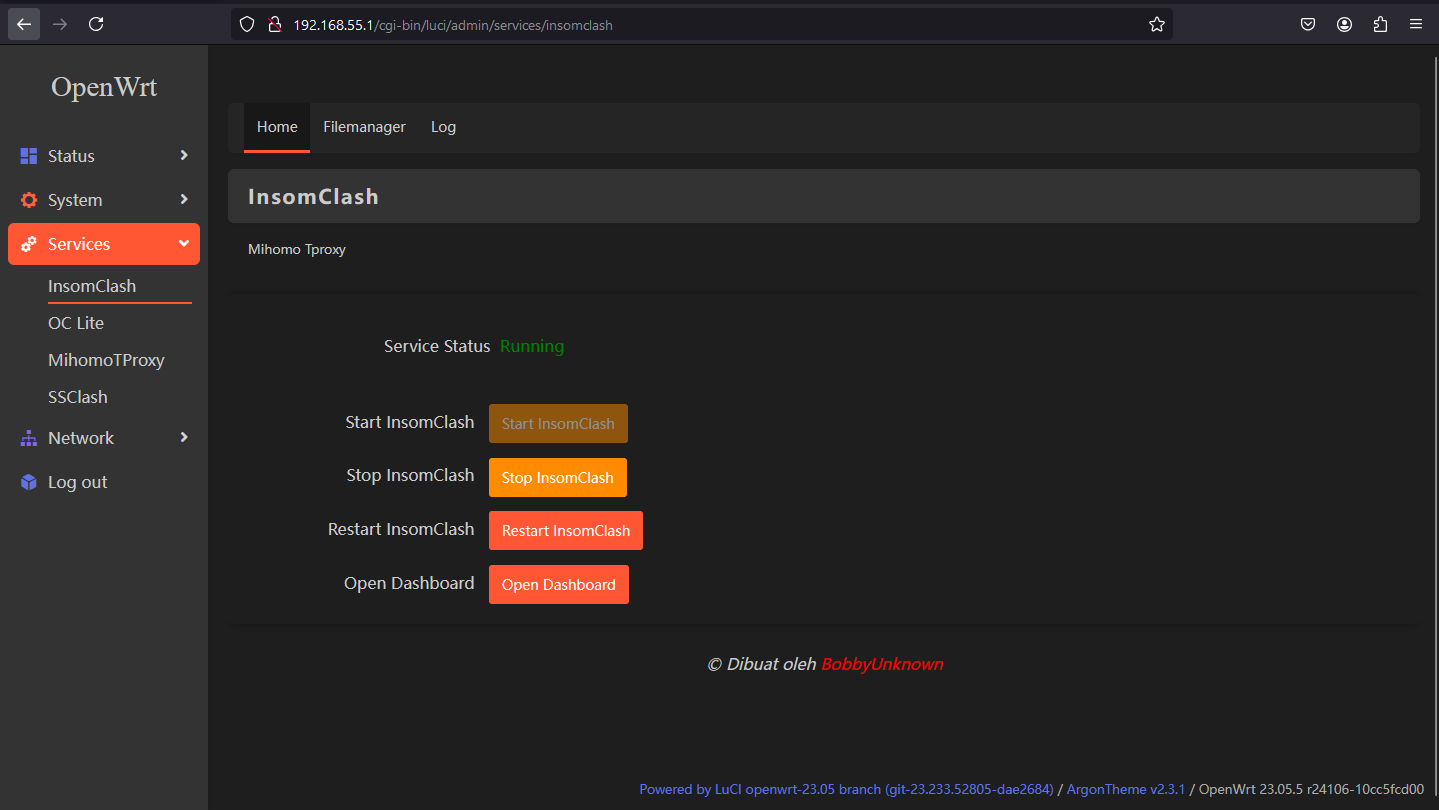 192.168.55.1/cgi-bin/luci/admin/services/insomclash
OpenWrt
Status
System
Services
InsomClash
OC Lite
MihomoTProxy
SSClash
Network
Log out
Home Filemanager Log
InsomClash
Mihomo Tproxy
Service Status Running
Start InsomClash Start InsomClash
Stop InsomClash Stop InsomClash
Restart InsomClash Restart InsomClash
Open Dashboard Open Dashboard
© Dibuat oleh BobbyUnknown
Powered by LuCI openwrt-23.05 branch (git-23.233.52805-dae2684) / ArgonTheme v2.3.1 / OpenWrt 23.05.5 r24106-10cc5fcd00